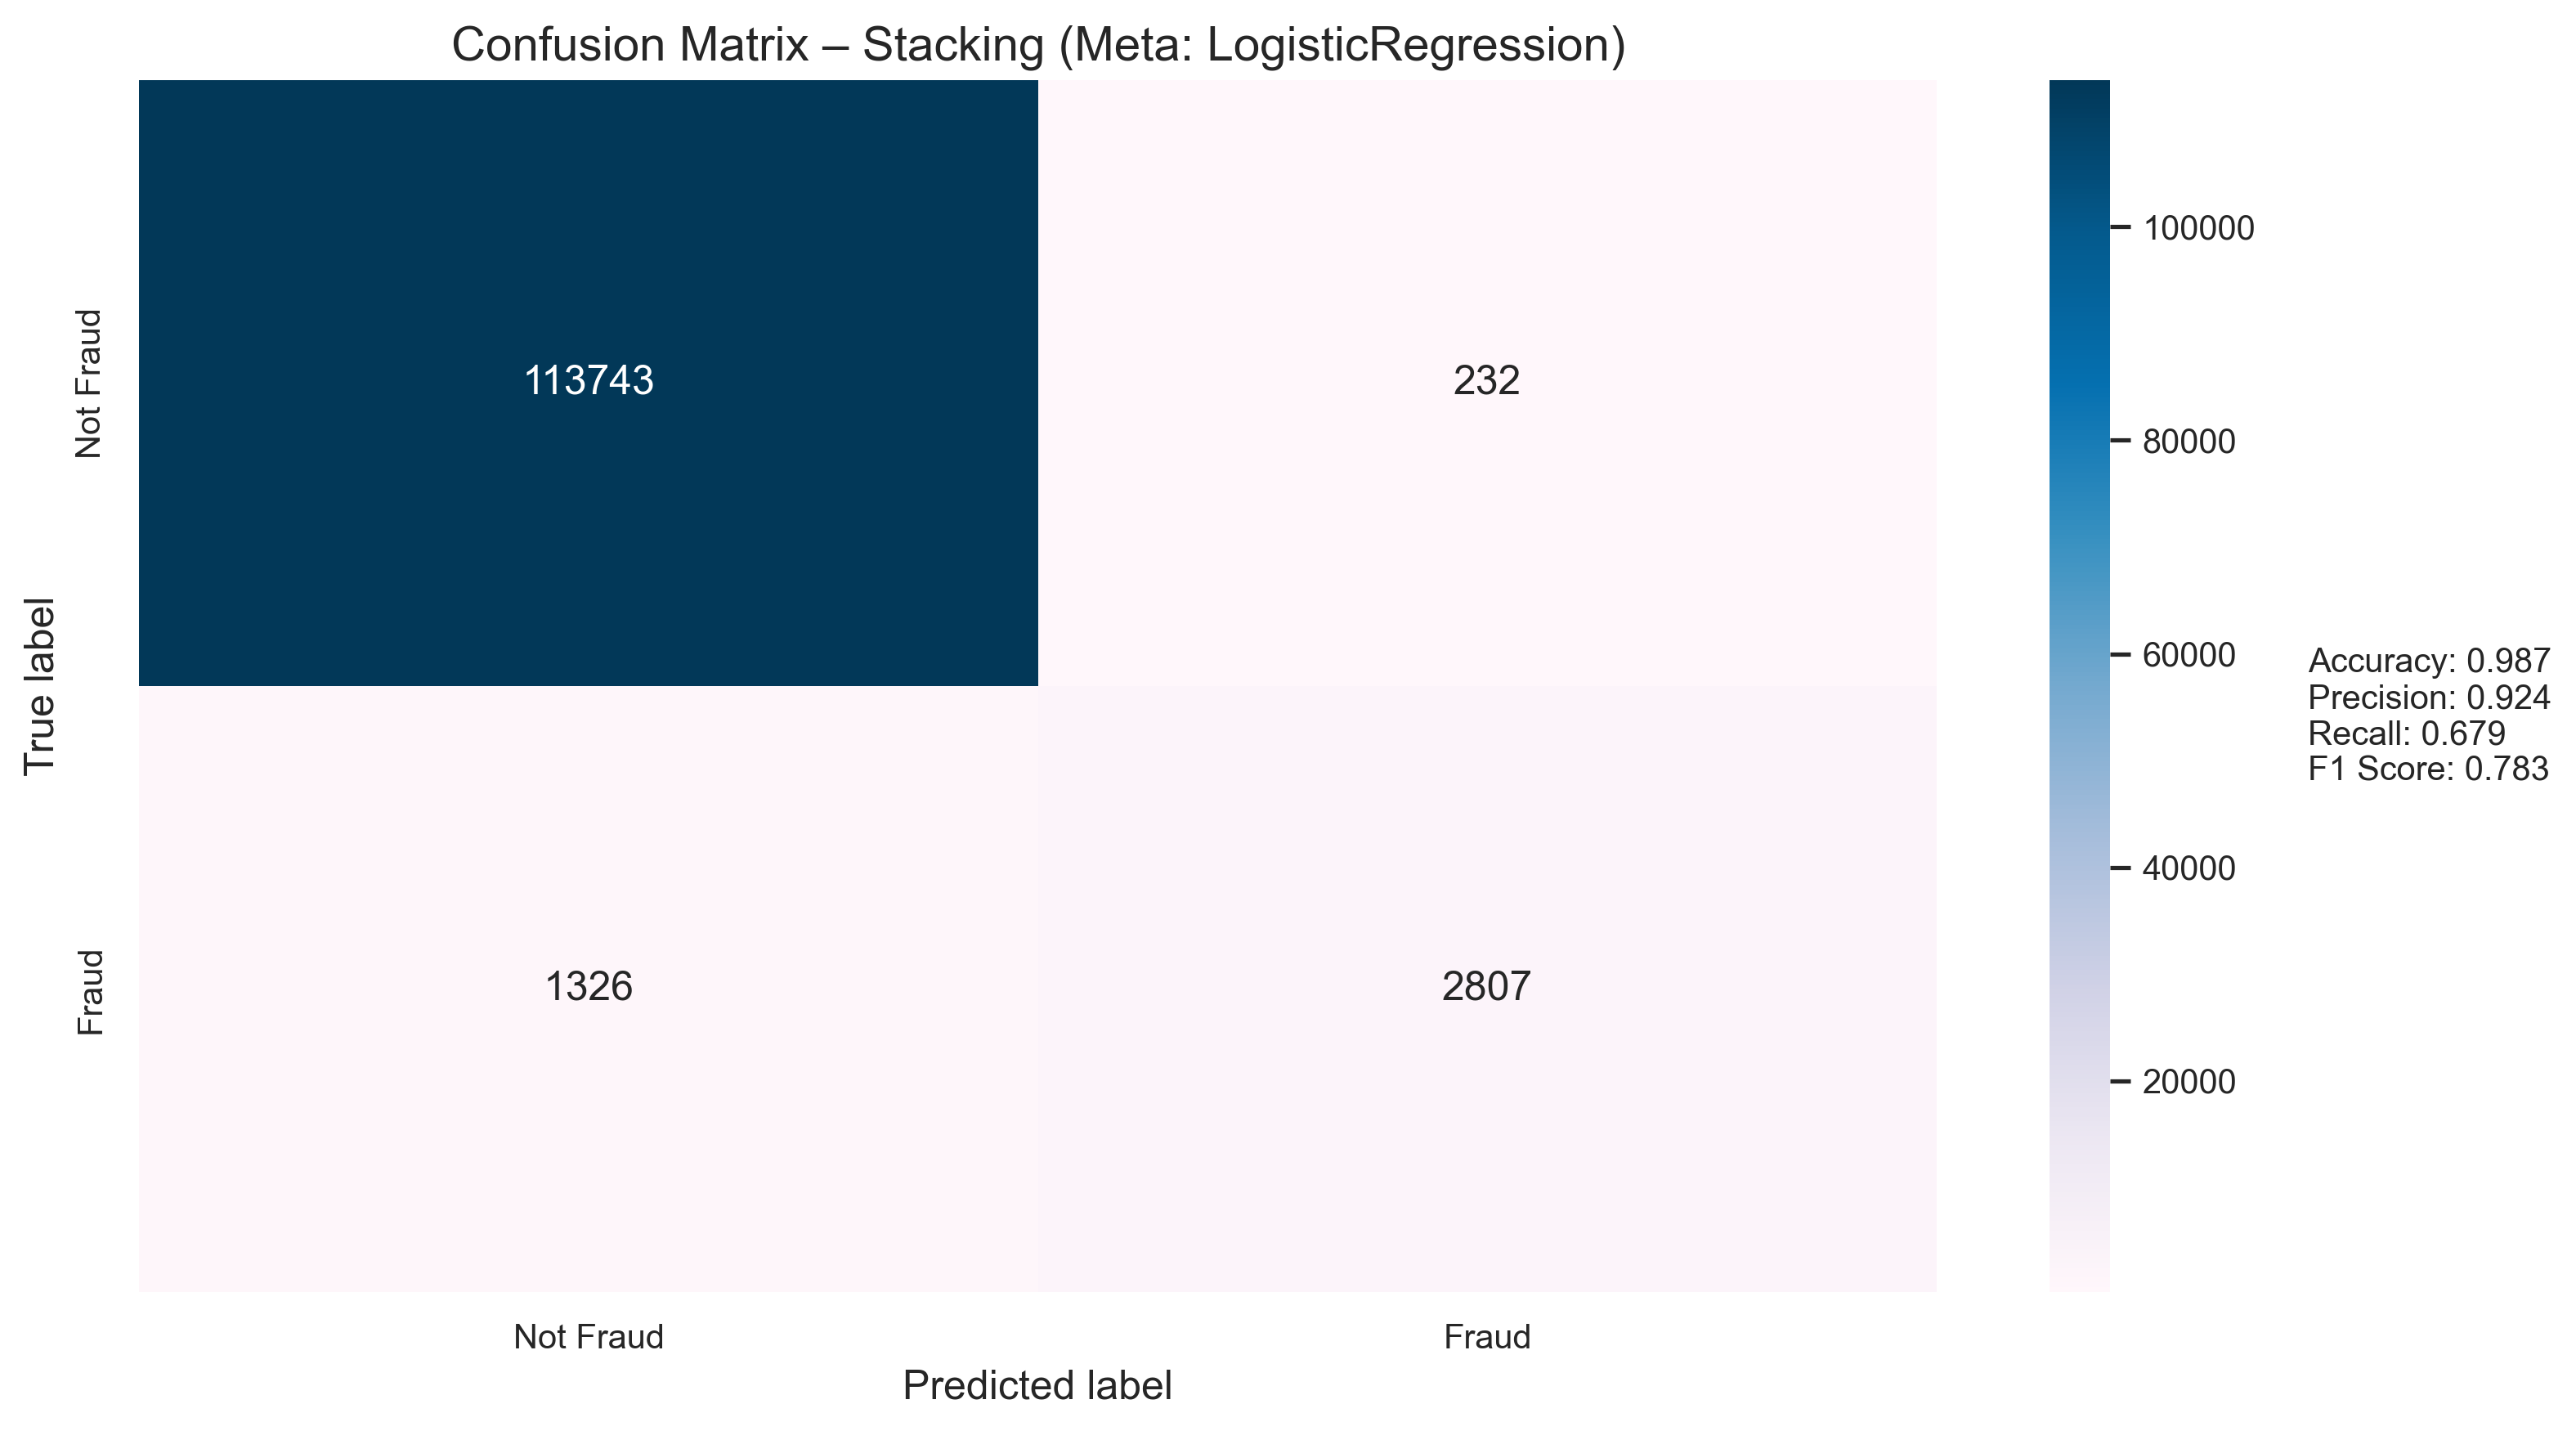 Confusion Matrix – Stacking (Meta: LogisticRegression)
True label
Not Fraud
Fraud
113743
232
1326
2807
Not Fraud
Fraud
Predicted label
100000
80000
60000
40000
20000
Accuracy: 0.987
Precision: 0.924
Recall: 0.679
F1 Score: 0.783